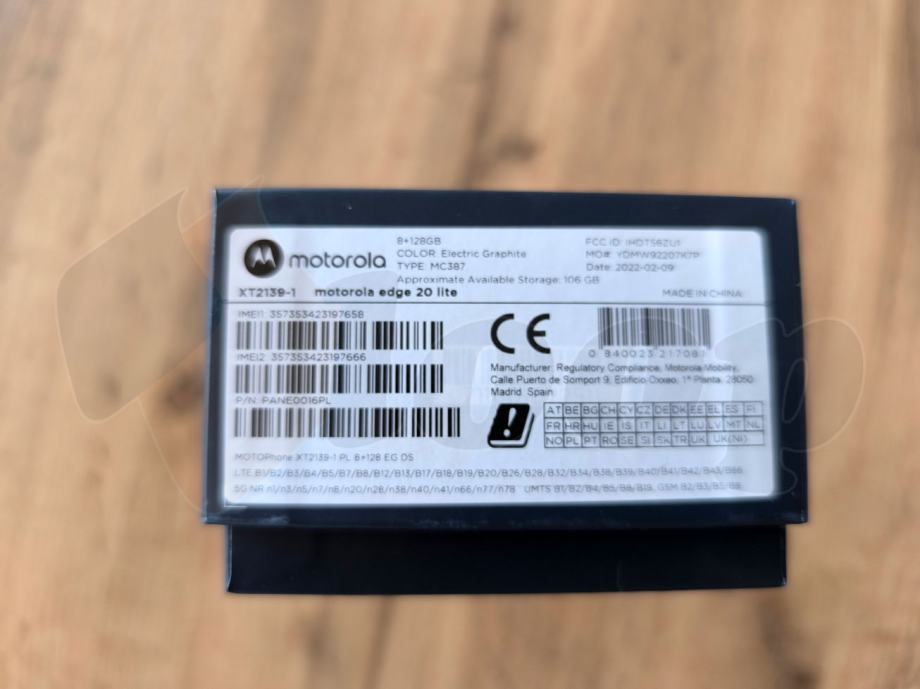 motorola
8+128GB
COLOR: Electric Graphite
TYPE: MC387
Approximate Available Storage: 106 GB
FCC ID: IHDT56ZU1
MO#: YDMW92207K7P
Date: 2022-02-09
XT2139-1 motorola edge 20 lite
MADE IN CHINA
IMEI1 357353423197658
IMEI2 357353423197666
P/N: PANE0016PL
CE
0 840023 217081
Manufacturer: Regulatory Compliance, Motorola Mobility,
Calle Puerto de Somport 9, Edificio Oxxeo, 1ª Planta, 28050
Madrid, Spain
AT BE BG CH CY CZ DE DK EE EL ES FI
FR HR HU IE IS IT LI LT LU LV MT NL
NO PL PT RO SE SI SK TR UK UK(NI)
MOTOPhone XT2139-1 PL 8+128 EG DS
LTE B1/B2/B3/B4/B5/B7/B8/B12/B13/B17/B18/B19/B20/B26/B28/B32/B34/B38/B39/B40/B41/B42/B43/B66
5G NR n1/n3/n5/n7/n8/n20/n28/n38/n40/n41/n66/n77/n78 UMTS B1/B2/B4/B5/B8/B19, GSM B2/B3/B5/B8